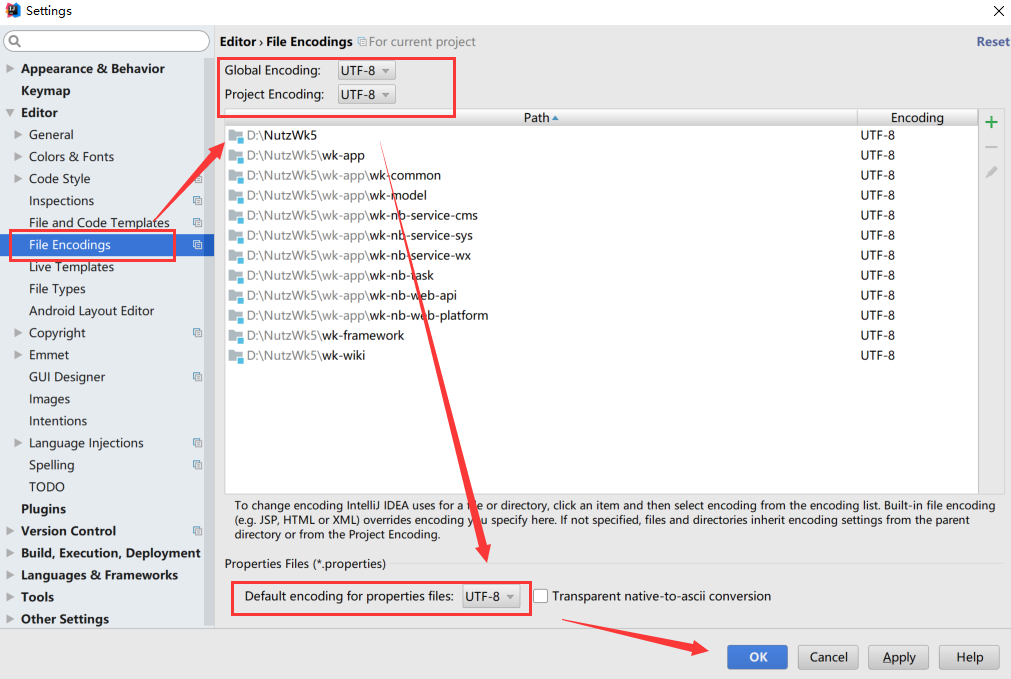 Settings
Editor › File Encodings For current project
Reset
Appearance & Behavior
Keymap
Editor
General
Colors & Fonts
Code Style
Inspections
File and Code Templates
File Encodings
Live Templates
File Types
Android Layout Editor
Copyright
Emmet
GUI Designer
Images
Intentions
Language Injections
Spelling
TODO
Plugins
Version Control
Build, Execution, Deployment
Languages & Frameworks
Tools
Other Settings
Global Encoding: UTF-8
Project Encoding: UTF-8
Path Encoding
D:\NutzWk5 UTF-8
D:\NutzWk5\wk-app UTF-8
D:\NutzWk5\wk-app\wk-common UTF-8
D:\NutzWk5\wk-app\wk-model UTF-8
D:\NutzWk5\wk-app\wk-nb-service-cms UTF-8
D:\NutzWk5\wk-app\wk-nb-service-sys UTF-8
D:\NutzWk5\wk-app\wk-nb-service-wx UTF-8
D:\NutzWk5\wk-app\wk-nb-task UTF-8
D:\NutzWk5\wk-app\wk-nb-web-api UTF-8
D:\NutzWk5\wk-app\wk-nb-web-platform UTF-8
D:\NutzWk5\wk-framework UTF-8
D:\NutzWk5\wk-wiki UTF-8
To change encoding IntelliJ IDEA uses for a file or directory, click an item and then select encoding from the encoding list. Built-in file encoding
(e.g. JSP, HTML or XML) overrides encoding you specify here. If not specified, files and directories inherit encoding settings from the parent
directory or from the Project Encoding.
Properties Files (*.properties)
Default encoding for properties files: UTF-8 Transparent native-to-ascii conversion
OK Cancel Apply Help